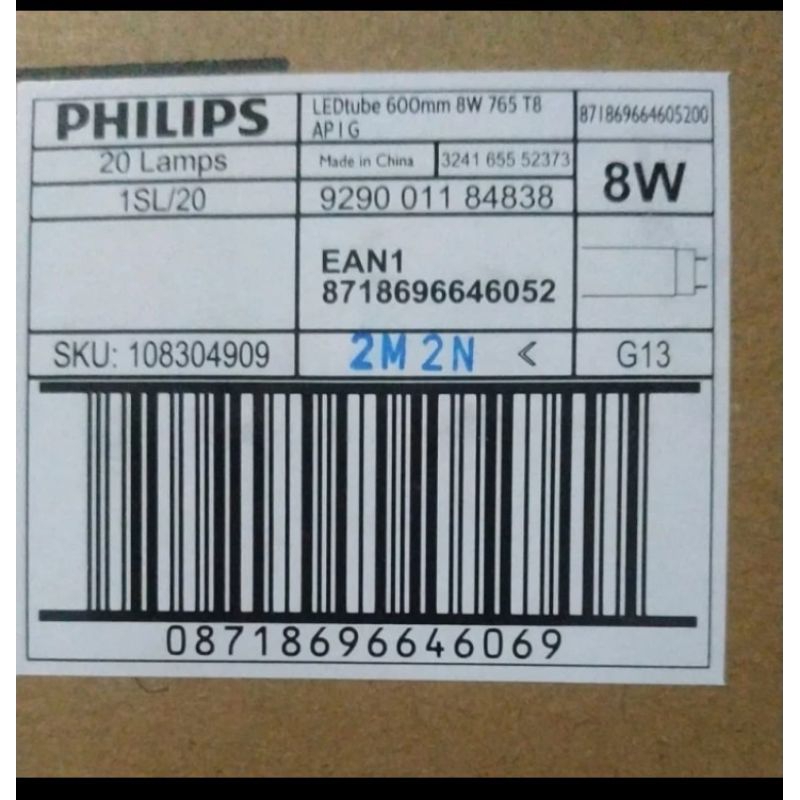 PHILIPS
LEDtube 600mm 8W 765 T8
AP I G
871869664605200
20 Lamps
Made in China
3241 655 52373
8W
1SL/20
9290 011 84838
EAN1
8718696646052
SKU: 108304909
2M 2N <
G13
08718696646069